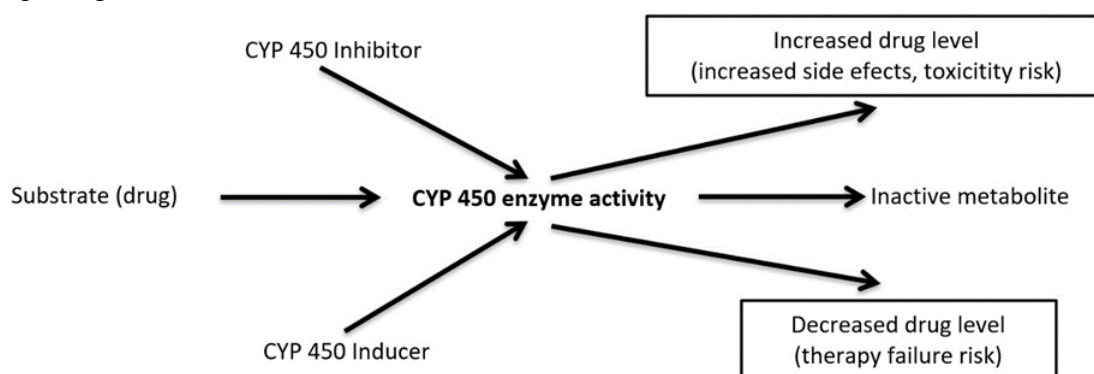 CYP 450 Inhibitor
Increased drug level
(increased side efects, toxicitity risk)
Substrate (drug)
CYP 450 enzyme activity
Inactive metabolite
CYP 450 Inducer
Decreased drug level
(therapy failure risk)